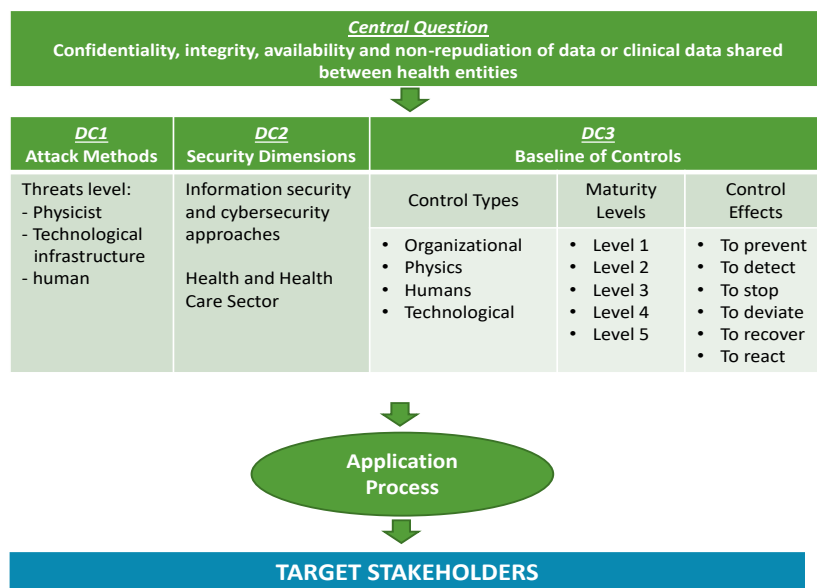 Central Question
Confidentiality, integrity, availability and non-repudiation of data or clinical data shared
between health entities
DC1
Attack Methods
DC2
Security Dimensions
DC3
Baseline of Controls
Threats level:
- Physicist
- Technological
infrastructure
- human
Information security
and cybersecurity
approaches
Health and Health
Care Sector
Control Types
• Organizational
• Physics
• Humans
• Technological
Maturity
Levels
• Level 1
• Level 2
• Level 3
• Level 4
• Level 5
Control
Effects
• To prevent
• To detect
• To stop
• To deviate
• To recover
• To react
Application
Process
TARGET STAKEHOLDERS